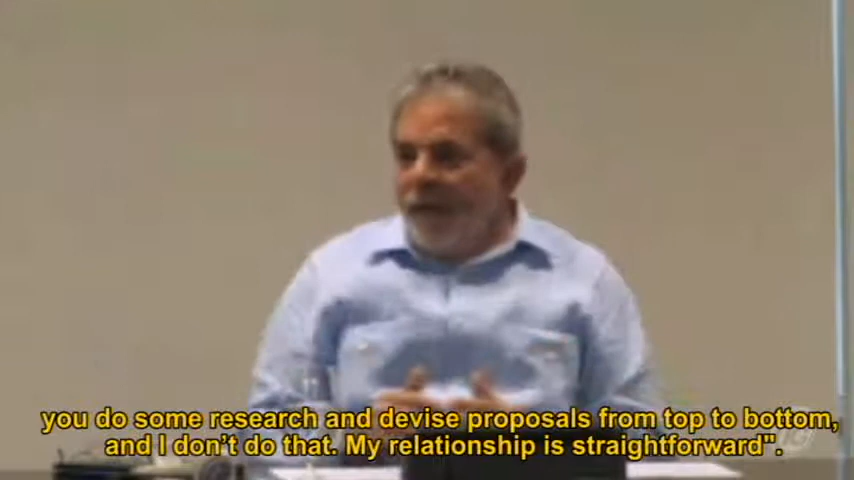 you do some research and devise proposals from top to bottom,
and I don't do that. My relationship is straightforward".